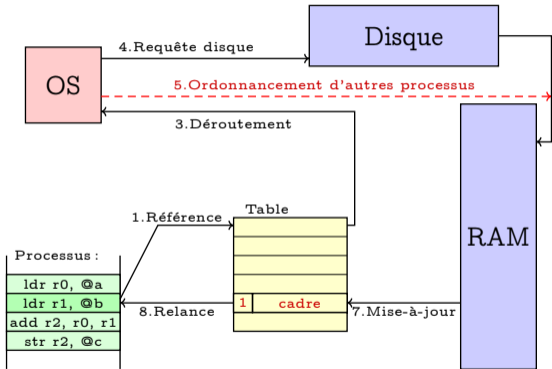 Disque
4.Requête disque
OS
5.Ordonnancement d'autres processus
3.Déroutement
Table
1.Référence
RAM
Processus :
ldr r0, @a
ldr r1, @b
1 cadre
8.Relance
7.Mise-à-jour
add r2, r0, r1
str r2, @c